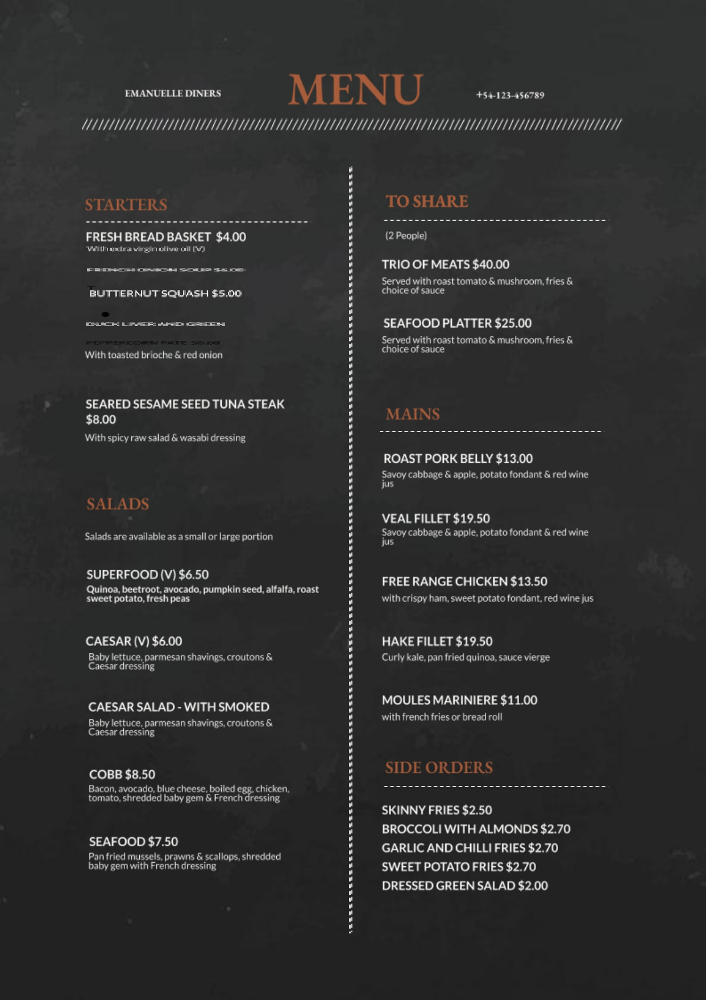 EMANUELLE DINERS
MENU
+54-123-456789
STARTERS
FRESH BREAD BASKET $4.00
With extra virgin olive oil (V)
FRENCH ONION SOUP
BUTTERNUT SQUASH $5.00
DUCK LIVER AND GREEN
PEPPERCORN PATE
With toasted brioche & red onion
SEARED SESAME SEED TUNA STEAK
$8.00
With spicy raw salad & wasabi dressing
SALADS
Salads are available as a small or large portion
SUPERFOOD (V) $6.50
Quinoa, beetroot, avocado, pumpkin seed, alfalfa, roast
sweet potato, fresh peas
CAESAR (V) $6.00
Baby lettuce, parmesan shavings, croutons &
Caesar dressing
CAESAR SALAD - WITH SMOKED
Baby lettuce, parmesan shavings, croutons &
Caesar dressing
COBB $8.50
Bacon, avocado, blue cheese, boiled egg, chicken,
tomato, shredded baby gem & French dressing
SEAFOOD $7.50
Pan fried mussels, prawns & scallops, shredded
baby gem with French dressing
TO SHARE
(2 People)
TRIO OF MEATS $40.00
Served with roast tomato & mushroom, fries &
choice of sauce
SEAFOOD PLATTER $25.00
Served with roast tomato & mushroom, fries &
choice of sauce
MAINS
ROAST PORK BELLY $13.00
Savoy cabbage & apple, potato fondant & red wine
jus
VEAL FILLET $19.50
Savoy cabbage & apple, potato fondant & red wine
jus
FREE RANGE CHICKEN $13.50
with crispy ham, sweet potato fondant, red wine jus
HAKE FILLET $19.50
Curly kale, pan fried quinoa, sauce vierge
MOULES MARINIERE $11.00
with french fries or bread roll
SIDE ORDERS
SKINNY FRIES $2.50
BROCCOLI WITH ALMONDS $2.70
GARLIC AND CHILLI FRIES $2.70
SWEET POTATO FRIES $2.70
DRESSED GREEN SALAD $2.00